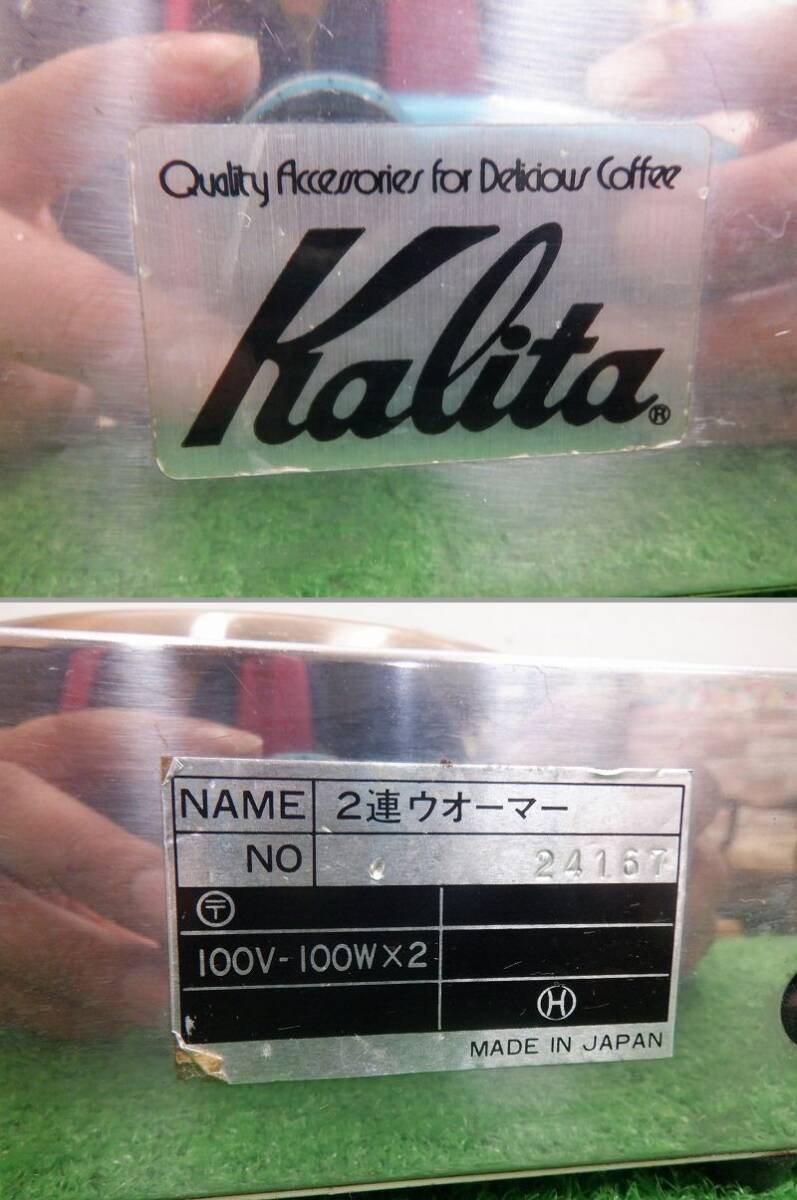 Quality Accessories for Delicious Coffee
Kalita®
NAME 2連ウオーマー
NO 24167
〶
100V-100W×2
Ⓗ
MADE IN JAPAN